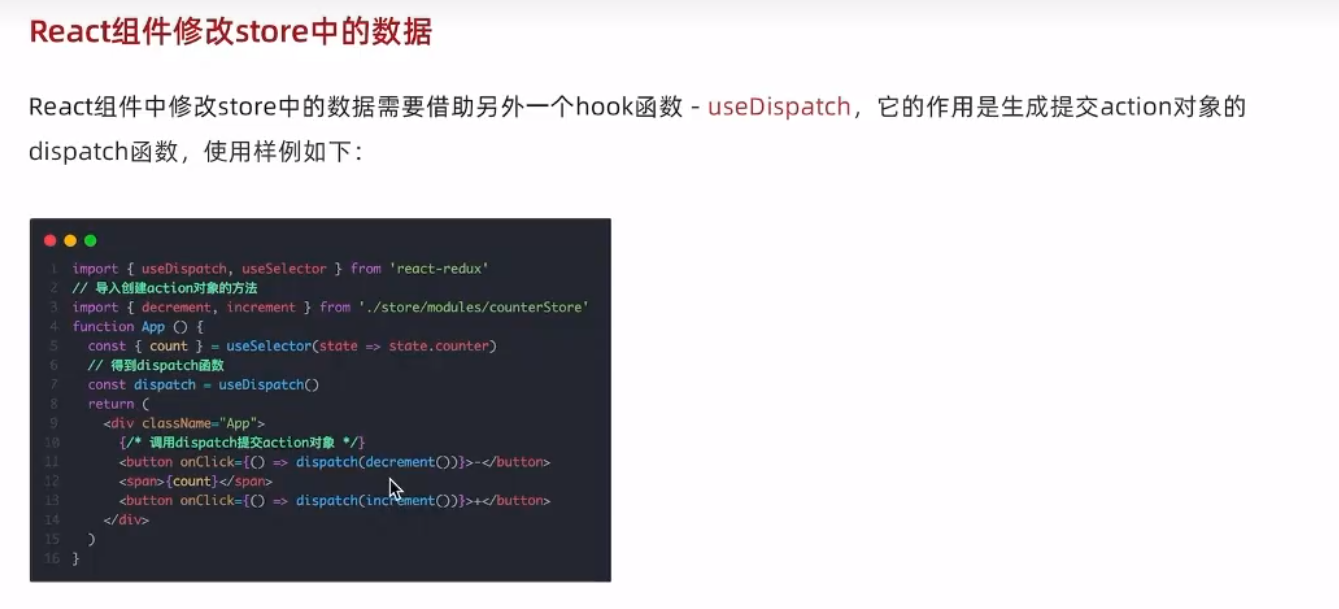 React组件修改store中的数据
React组件中修改store中的数据需要借助另外一个hook函数 - useDispatch，它的作用是生成提交action对象的
dispatch函数，使用样例如下：
1 import { useDispatch, useSelector } from 'react-redux'
2 // 导入创建action对象的方法
3 import { decrement, increment } from './store/modules/counterStore'
4 function App () {
5   const { count } = useSelector(state => state.counter)
6   // 得到dispatch函数
7   const dispatch = useDispatch()
8   return (
9     <div className="App">
10       {/* 调用dispatch提交action对象 */}
11       <button onClick={() => dispatch(decrement())}>-</button>
12       <span>{count}</span>
13       <button onClick={() => dispatch(increment())}>+</button>
14     </div>
15   )
16 }